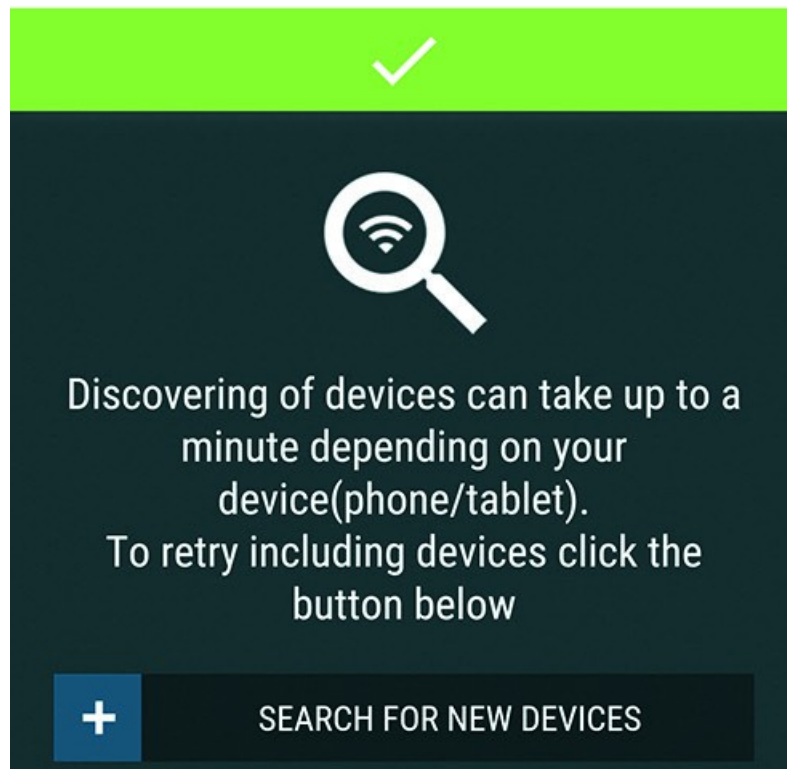 Discovering of devices can take up to a
minute depending on your
device(phone/tablet).
To retry including devices click the
button below
SEARCH FOR NEW DEVICES